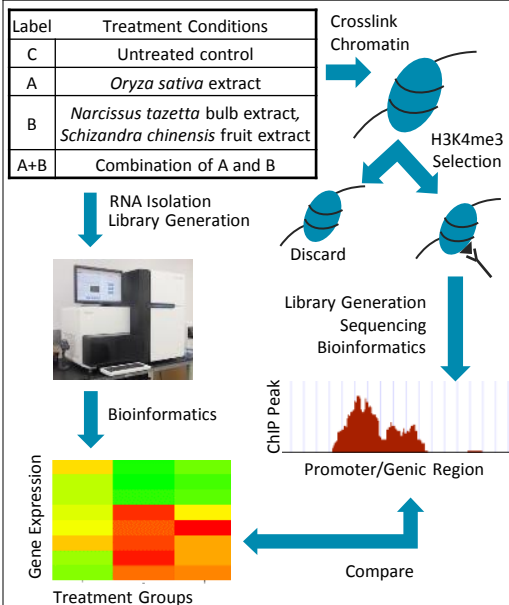 Label Treatment Conditions
C Untreated control
A Oryza sativa extract
B Narcissus tazetta bulb extract,
Schizandra chinensis fruit extract
A+B Combination of A and B
Crosslink
Chromatin
H3K4me3
Selection
Discard
RNA Isolation
Library Generation
Library Generation
Sequencing
Bioinformatics
Bioinformatics
ChIP Peak
Promoter/Genic Region
Gene Expression
Treatment Groups
Compare